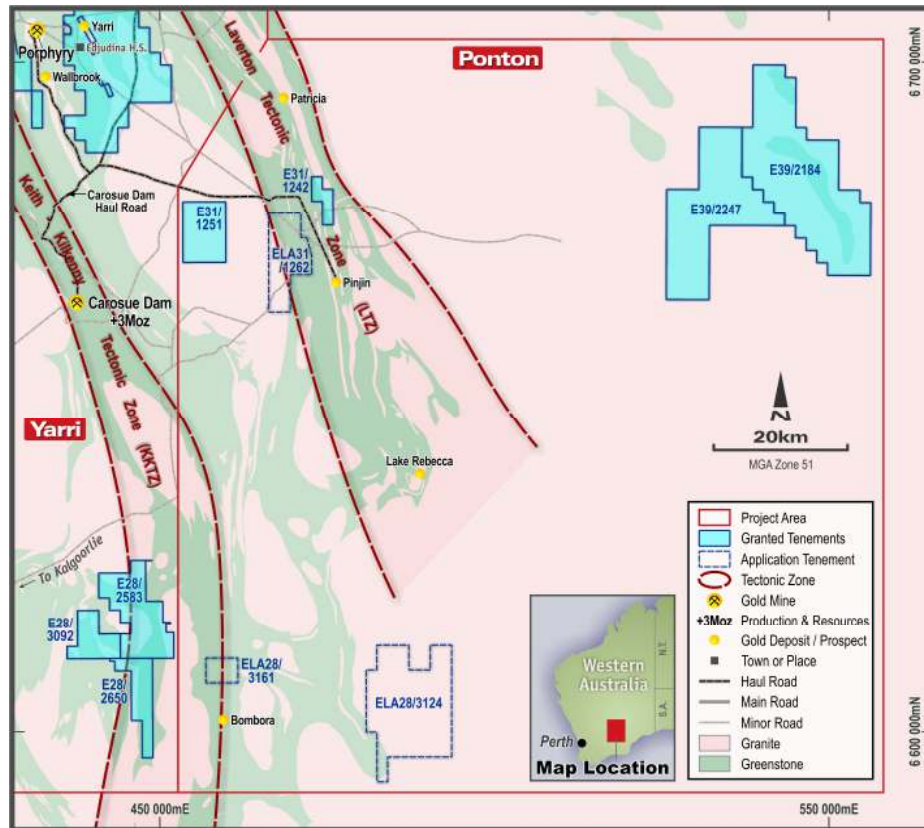 Yarri
Edjudina H.S.
Porphyry
Wallbrook
Laverton
Tectonic
Zone
(LTZ)
Ponton
6 700 000mN
Patricia
E39/2184
E39/2247
Keith
Kilkenny
Tectonic
Zone
(KKTZ)
Carosue Dam
Haul Road
E31/
1242
E31/
1251
ELA31
/1262
Pinjin
Carosue Dam
+3Moz
N
20km
MGA Zone 51
Yarri
Lake Rebecca
To Kalgoorlie
E28/
2583
E28/
3092
E28/
2650
ELA28/
3161
Bombora
ELA28/3124
Western
Australia
N.T.
S.A.
Perth
Map Location
Project Area
Granted Tenements
Application Tenement
Tectonic Zone
Gold Mine
+3Moz Production & Resources
Gold Deposit / Prospect
Town or Place
Haul Road
Main Road
Minor Road
Granite
Greenstone
6 600 000mN
450 000mE
550 000mE